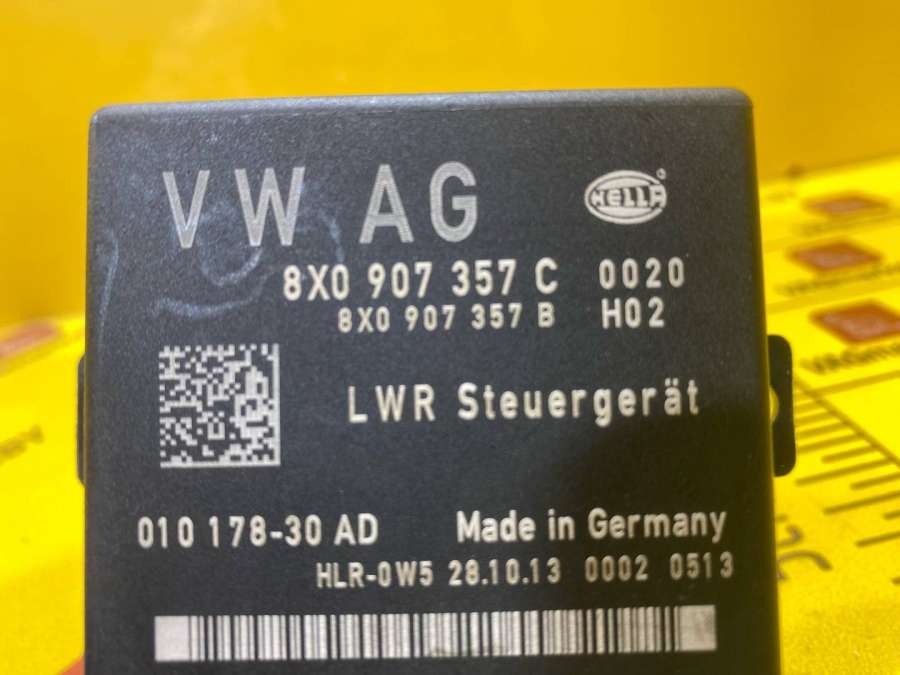 VW AG HELLA
8X0 907 357 C 0020
8X0 907 357 B H02
LWR Steuergerät
010 178-30 AD Made in Germany
HLR-0W5 28.10.13 0002 0513